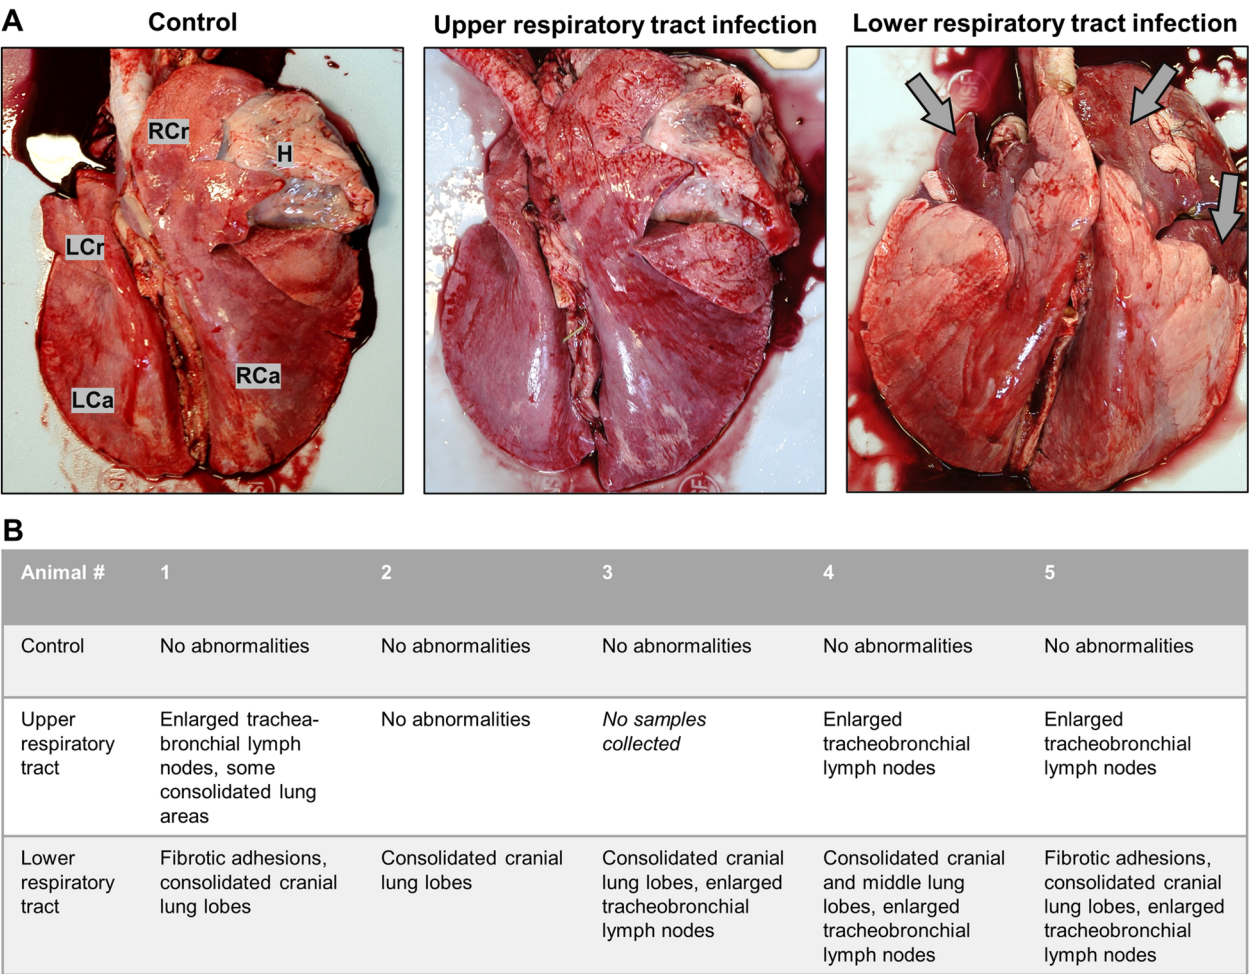 A
Control
Upper respiratory tract infection
Lower respiratory tract infection
RCr
H
LCr
RCa
LCa
B
Animal # 1 2 3 4 5
Control No abnormalities No abnormalities No abnormalities No abnormalities No abnormalities
Upper respiratory tract
Enlarged trachea-
bronchial lymph
nodes, some
consolidated lung
areas
No abnormalities
No samples
collected
Enlarged
tracheobronchial
lymph nodes
Enlarged
tracheobronchial
lymph nodes
Lower
respiratory
tract
Fibrotic adhesions,
consolidated cranial
lung lobes
Consolidated cranial
lung lobes
Consolidated cranial
lung lobes, enlarged
tracheobronchial
lymph nodes
Consolidated cranial
and middle lung
lobes, enlarged
tracheobronchial
lymph nodes
Fibrotic adhesions,
consolidated cranial
lung lobes, enlarged
tracheobronchial
lymph nodes